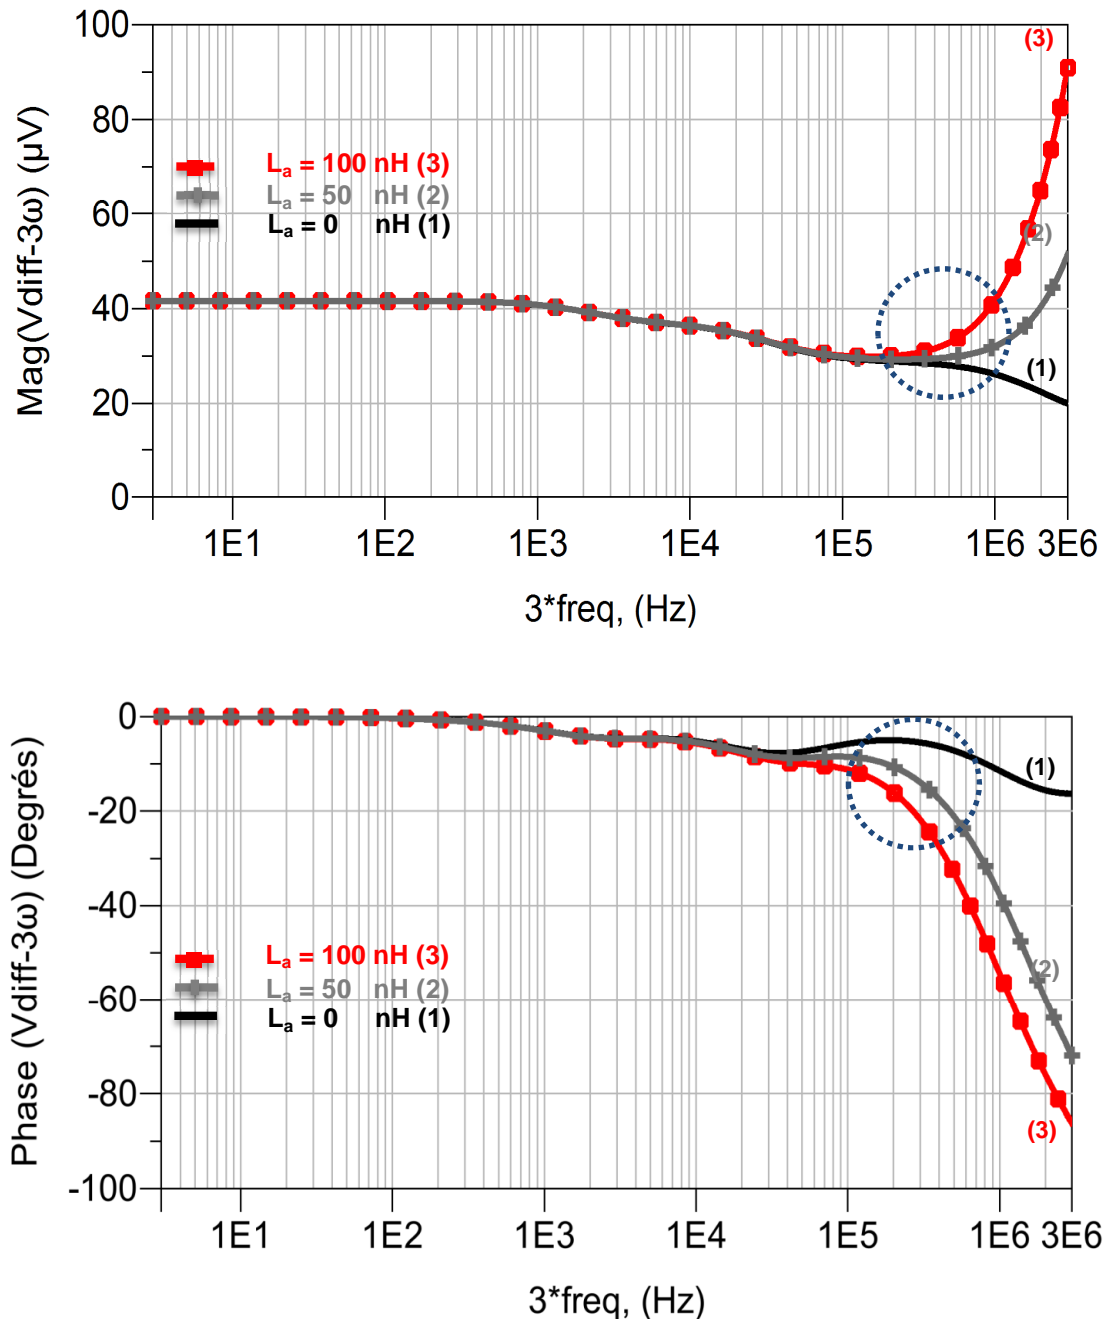 Mag(Vdiff-3ω) (µV)
100
80
60
40
20
0
(3)
(2)
(1)
Lₐ = 100 nH (3)
Lₐ = 50 nH (2)
Lₐ = 0 nH (1)
1E1 1E2 1E3 1E4 1E5 1E6 3E6
3*freq, (Hz)
Phase (Vdiff-3ω) (Degrés)
0
-20
-40
-60
-80
-100
(1)
(2)
(3)
Lₐ = 100 nH (3)
Lₐ = 50 nH (2)
Lₐ = 0 nH (1)
1E1 1E2 1E3 1E4 1E5 1E6 3E6
3*freq, (Hz)